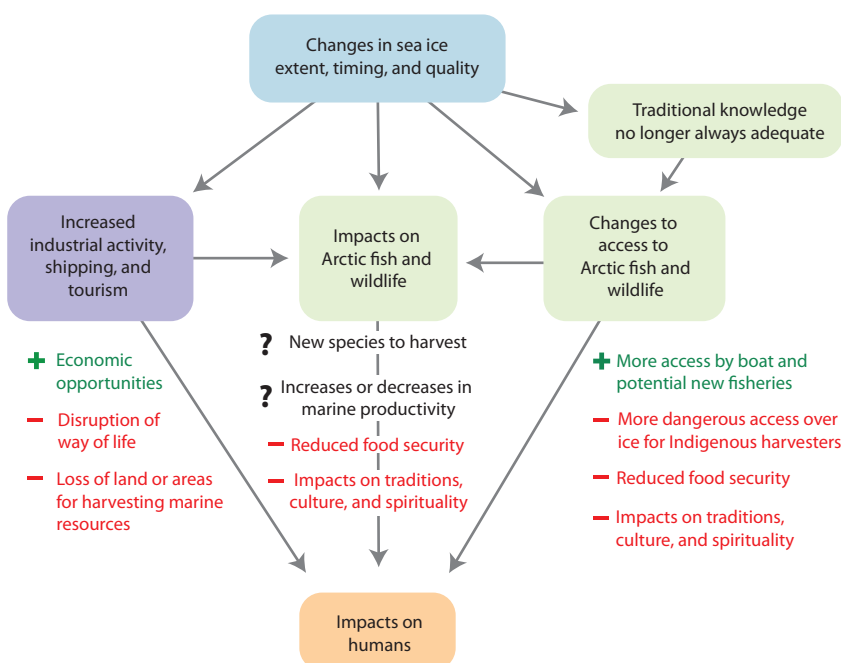 Changes in sea ice
extent, timing, and quality
Traditional knowledge
no longer always adequate
Increased
industrial activity,
shipping, and
tourism
Impacts on
Arctic fish and
wildlife
Changes to
access to
Arctic fish and
wildlife
+ Economic
opportunities
− Disruption of
way of life
− Loss of land or areas
for harvesting marine
resources
? New species to harvest
? Increases or decreases in
marine productivity
− Reduced food security
− Impacts on traditions,
culture, and spirituality
+ More access by boat and
potential new fisheries
− More dangerous access over
ice for Indigenous harvesters
− Reduced food security
− Impacts on traditions,
culture, and spirituality
Impacts on
humans